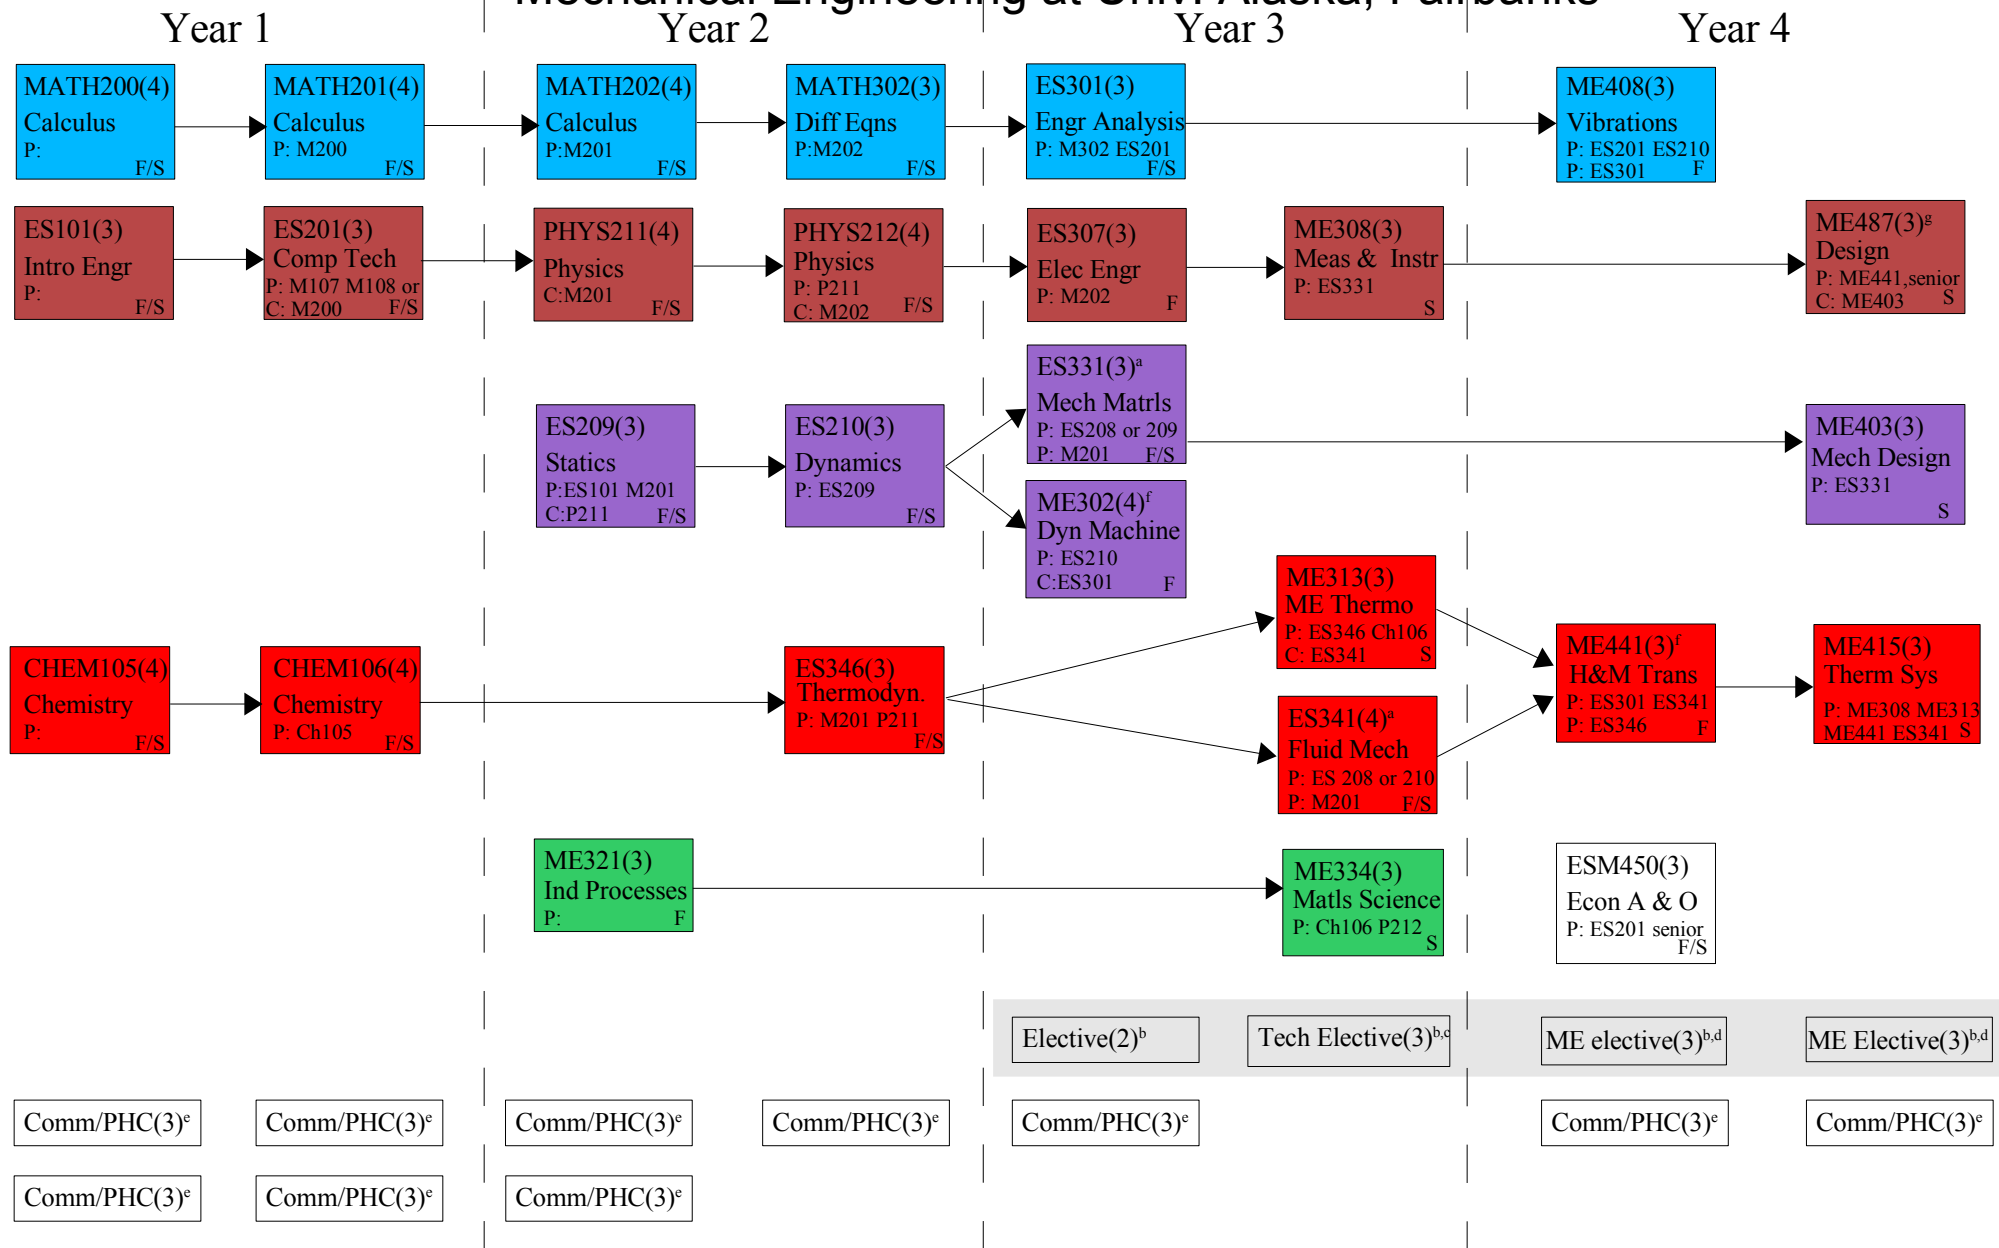 Mechanical Engineering at Univ. Alaska, Fairbanks
Year 1
Year 2
Year 3
Year 4
MATH200(4)
Calculus
P:
F/S
MATH201(4)
Calculus
P: M200
F/S
MATH202(4)
Calculus
P:M201
F/S
MATH302(3)
Diff Eqns
P:M202
F/S
ES301(3)
Engr Analysis
P: M302 ES201
F/S
ME408(3)
Vibrations
P: ES201 ES210
P: ES301 F
ES101(3)
Intro Engr
P:
F/S
ES201(3)
Comp Tech
P: M107 M108 or
C: M200 F/S
PHYS211(4)
Physics
C:M201
F/S
PHYS212(4)
Physics
P: P211
C: M202 F/S
ES307(3)
Elec Engr
P: M202 F
ME308(3)
Meas & Instr
P: ES331
S
ME487(3)g
Design
P: ME441,senior
C: ME403 S
ES209(3)
Statics
P:ES101 M201
C:P211 F/S
ES210(3)
Dynamics
P: ES209
F/S
ES331(3)a
Mech Matrls
P: ES208 or 209
P: M201 F/S
ME403(3)
Mech Design
P: ES331
S
ME302(4)f
Dyn Machine
P: ES210
C:ES301 F
ME313(3)
ME Thermo
P: ES346 Ch106
C: ES341 S
CHEM105(4)
Chemistry
P:
F/S
CHEM106(4)
Chemistry
P: Ch105
F/S
ES346(3)
Thermodyn.
P: M201 P211
F/S
ES341(4)a
Fluid Mech
P: ES 208 or 210
P: M201 F/S
ME441(3)f
H&M Trans
P: ES301 ES341
P: ES346 F
ME415(3)
Therm Sys
P: ME308 ME313
ME441 ES341 S
ME321(3)
Ind Processes
P: F
ME334(3)
Matls Science
P: Ch106 P212
S
ESM450(3)
Econ A & O
P: ES201 senior
F/S
Elective(2)b
Tech Elective(3)b,c
ME elective(3)b,d
ME Elective(3)b,d
Comm/PHC(3)e
Comm/PHC(3)e
Comm/PHC(3)e
Comm/PHC(3)e
Comm/PHC(3)e
Comm/PHC(3)e
Comm/PHC(3)e
Comm/PHC(3)e
Comm/PHC(3)e
Comm/PHC(3)e